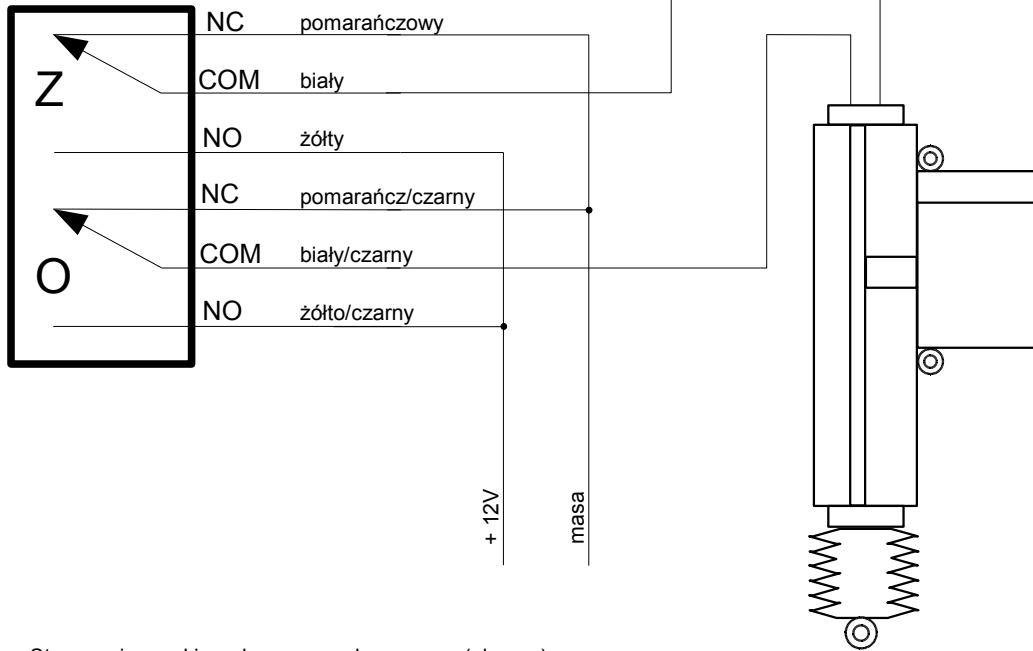 NC pomarańczowy
Z
COM biały
NO żółty
NC pomarańcz/czarny
COM biały/czarny
O
NO żółto/czarny
+ 12V
masa